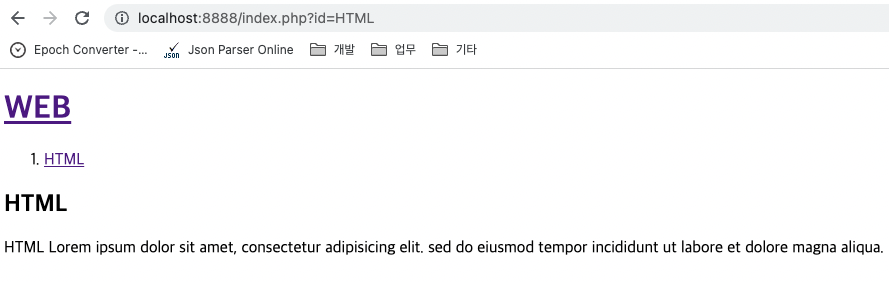 localhost:8888/index.php?id=HTML
Epoch Converter -... JSON Json Parser Online 개발 업무 기타
WEB
1. HTML
HTML
HTML Lorem ipsum dolor sit amet, consectetur adipisicing elit. sed do eiusmod tempor incididunt ut labore et dolore magna aliqua.